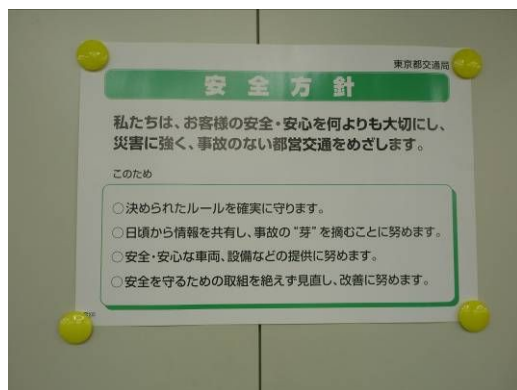 東京都交通局
安全方針
私たちは、お客様の安全・安心を何よりも大切にし、
災害に強く、事故のない都営交通をめざします。
このため
○決められたルールを確実に守ります。
○日頃から情報を共有し、事故の“芽”を摘むことに努めます。
○安全・安心な車両、設備などの提供に努めます。
○安全を守るための取組を絶えず見直し、改善に努めます。